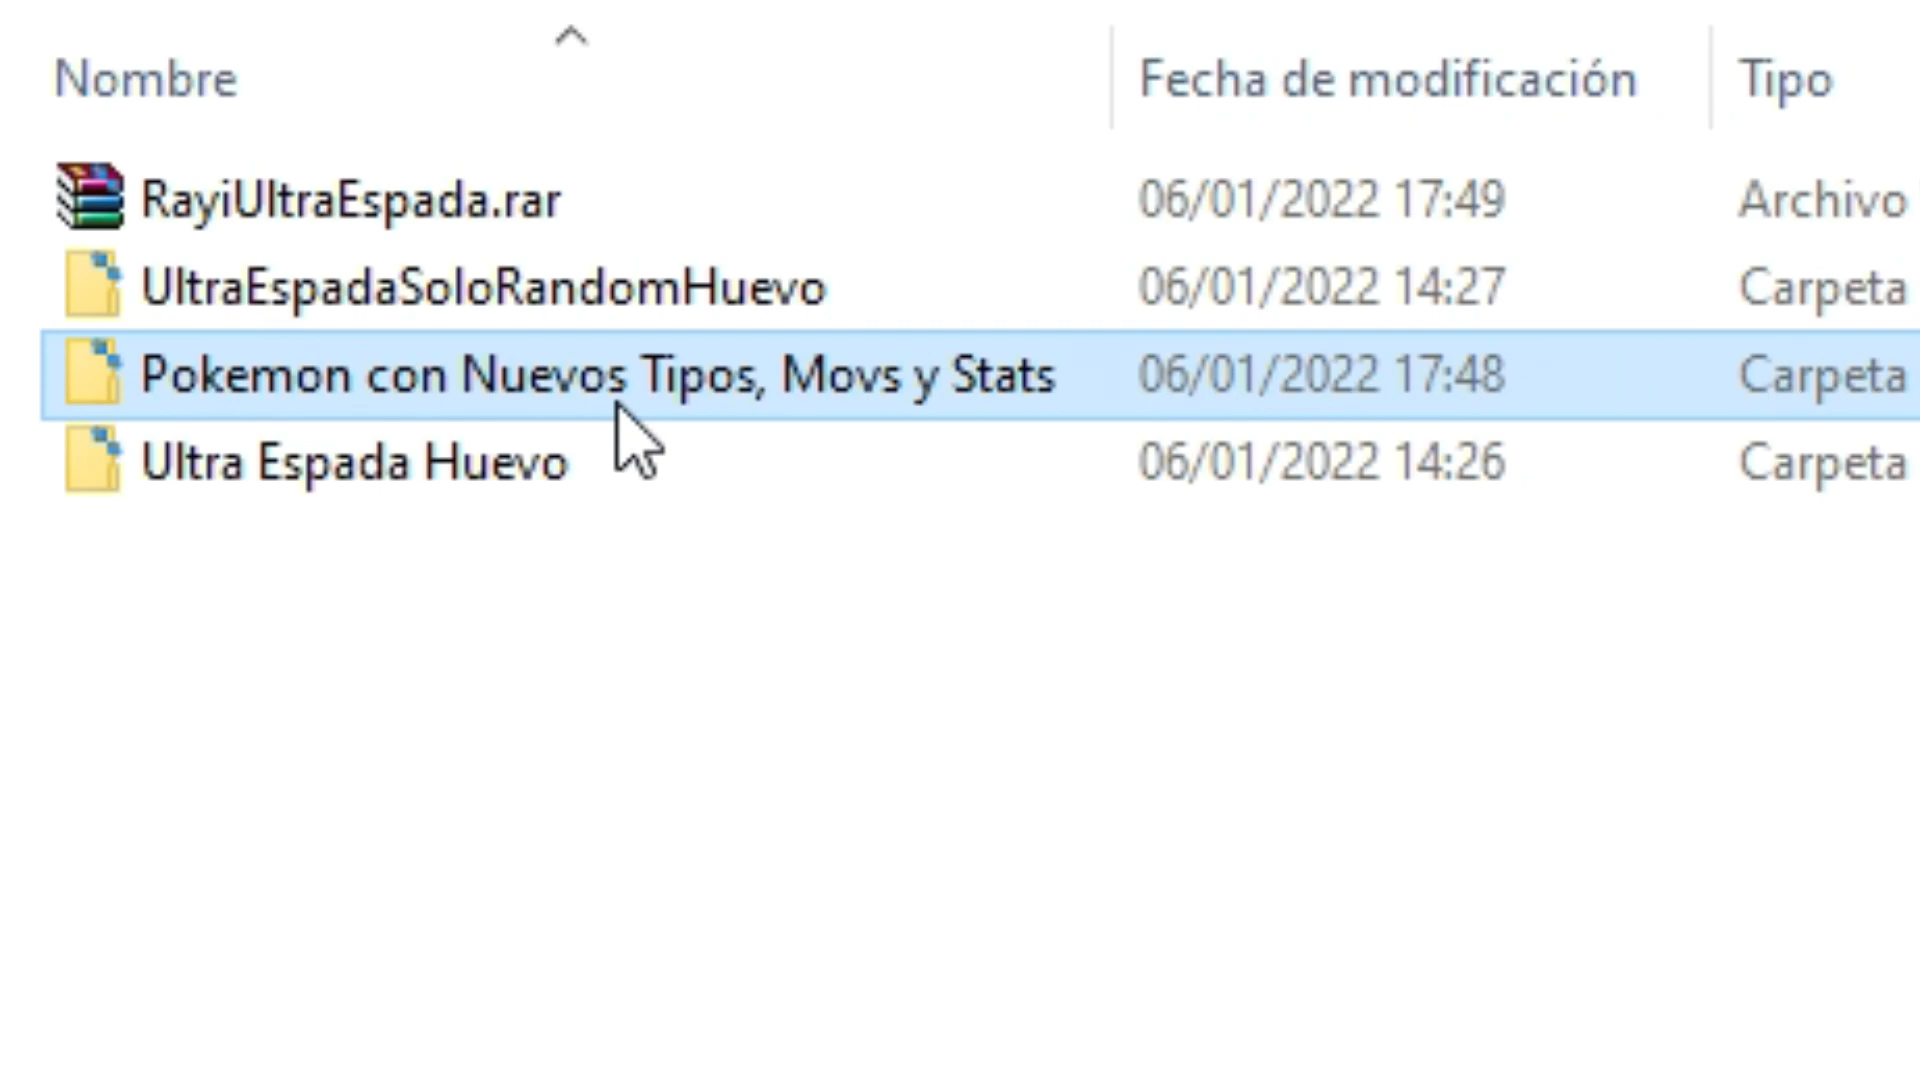 Nombre Fecha de modificación Tipo
RayiUltraEspada.rar 06/01/2022 17:49 Archivo
UltraEspadaSoloRandomHuevo 06/01/2022 14:27 Carpeta
Pokemon con Nuevos Tipos, Movs y Stats 06/01/2022 17:48 Carpeta
Ultra Espada Huevo 06/01/2022 14:26 Carpeta